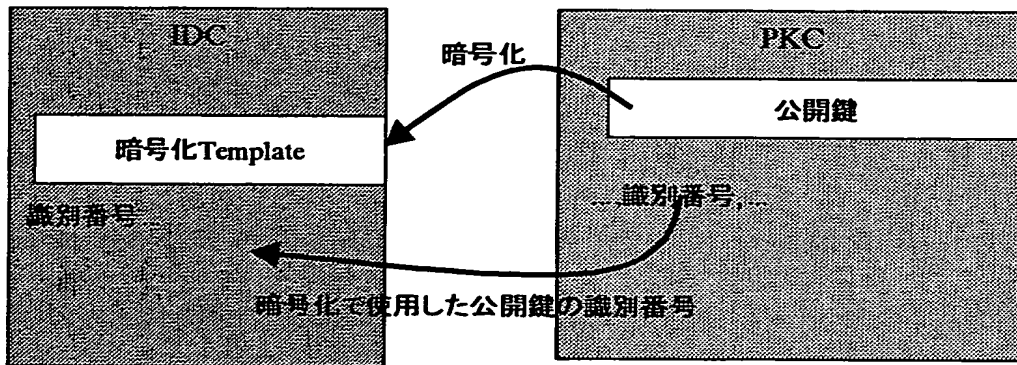 IDC
PKC
暗号化
公開鍵
暗号化Template
識別番号
....識別番号,...
暗号化で使用した公開鍵の識別番号